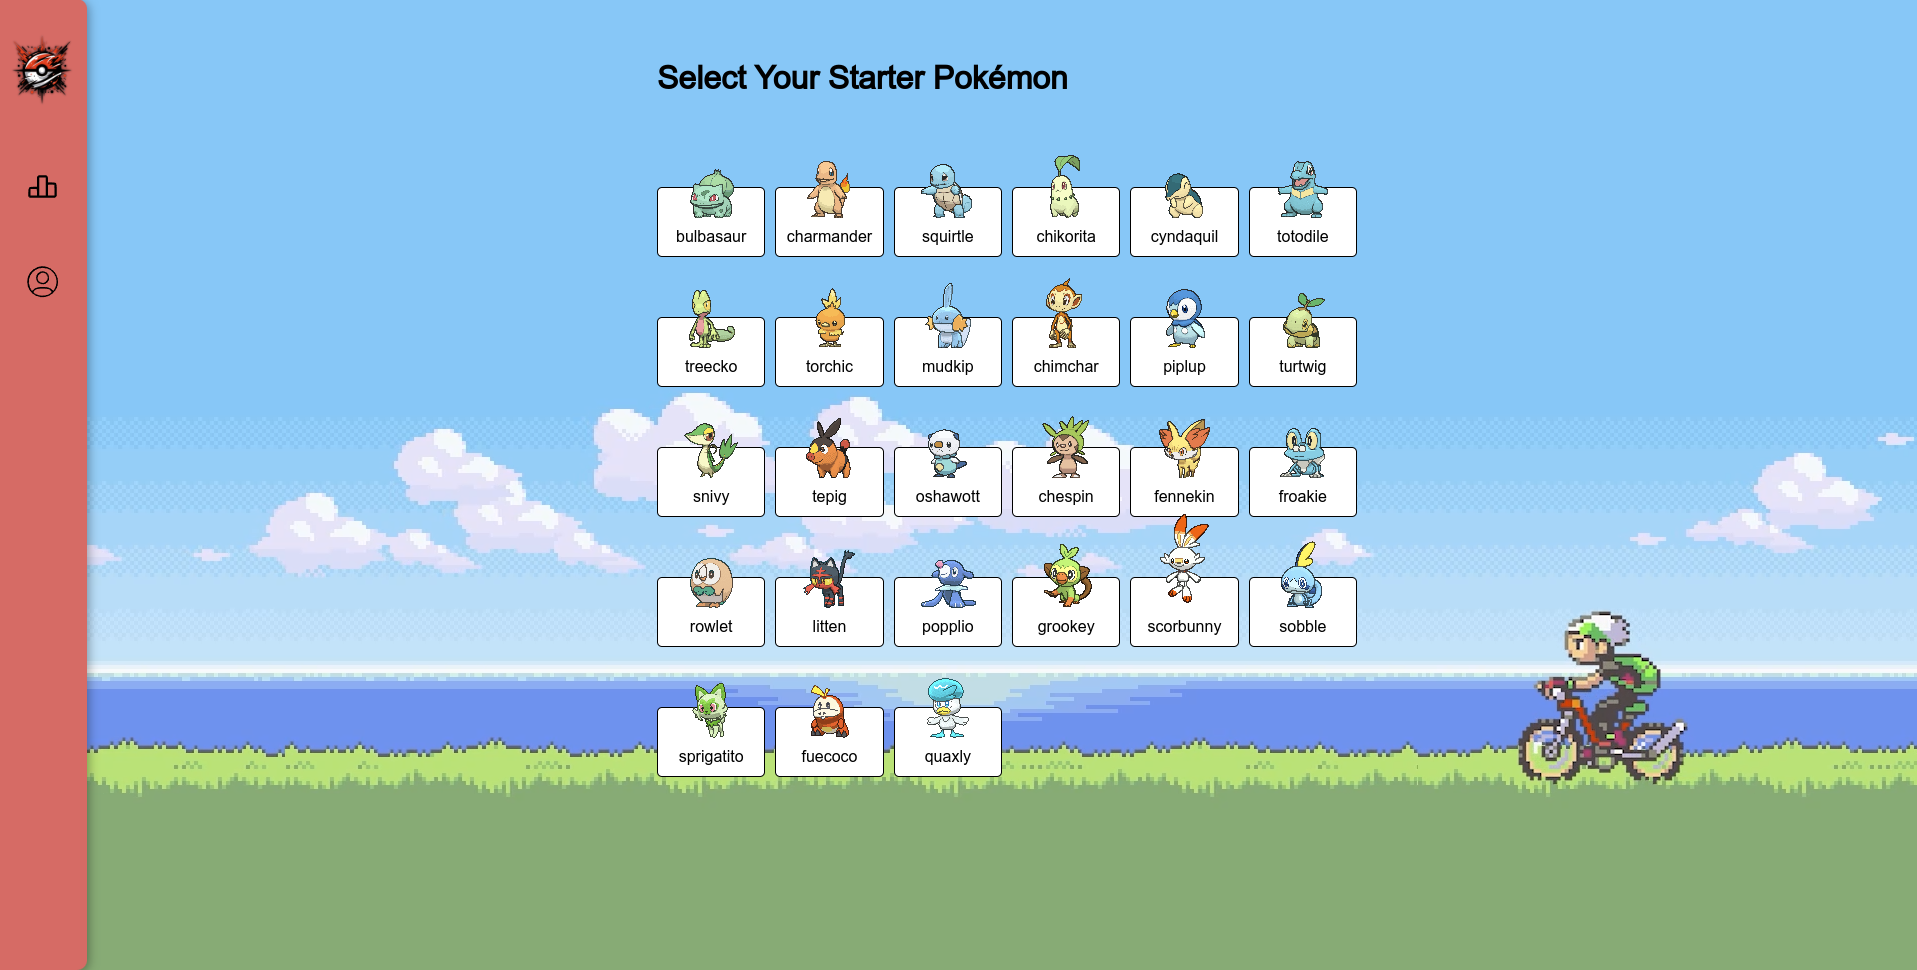 Select Your Starter Pokémon
bulbasaur charmander squirtle chikorita cyndaquil totodile
treecko torchic mudkip chimchar piplup turtwig
snivy tepig oshawott chespin fennekin froakie
rowlet litten popplio grookey scorbunny sobble
sprigatito fuecoco quaxly